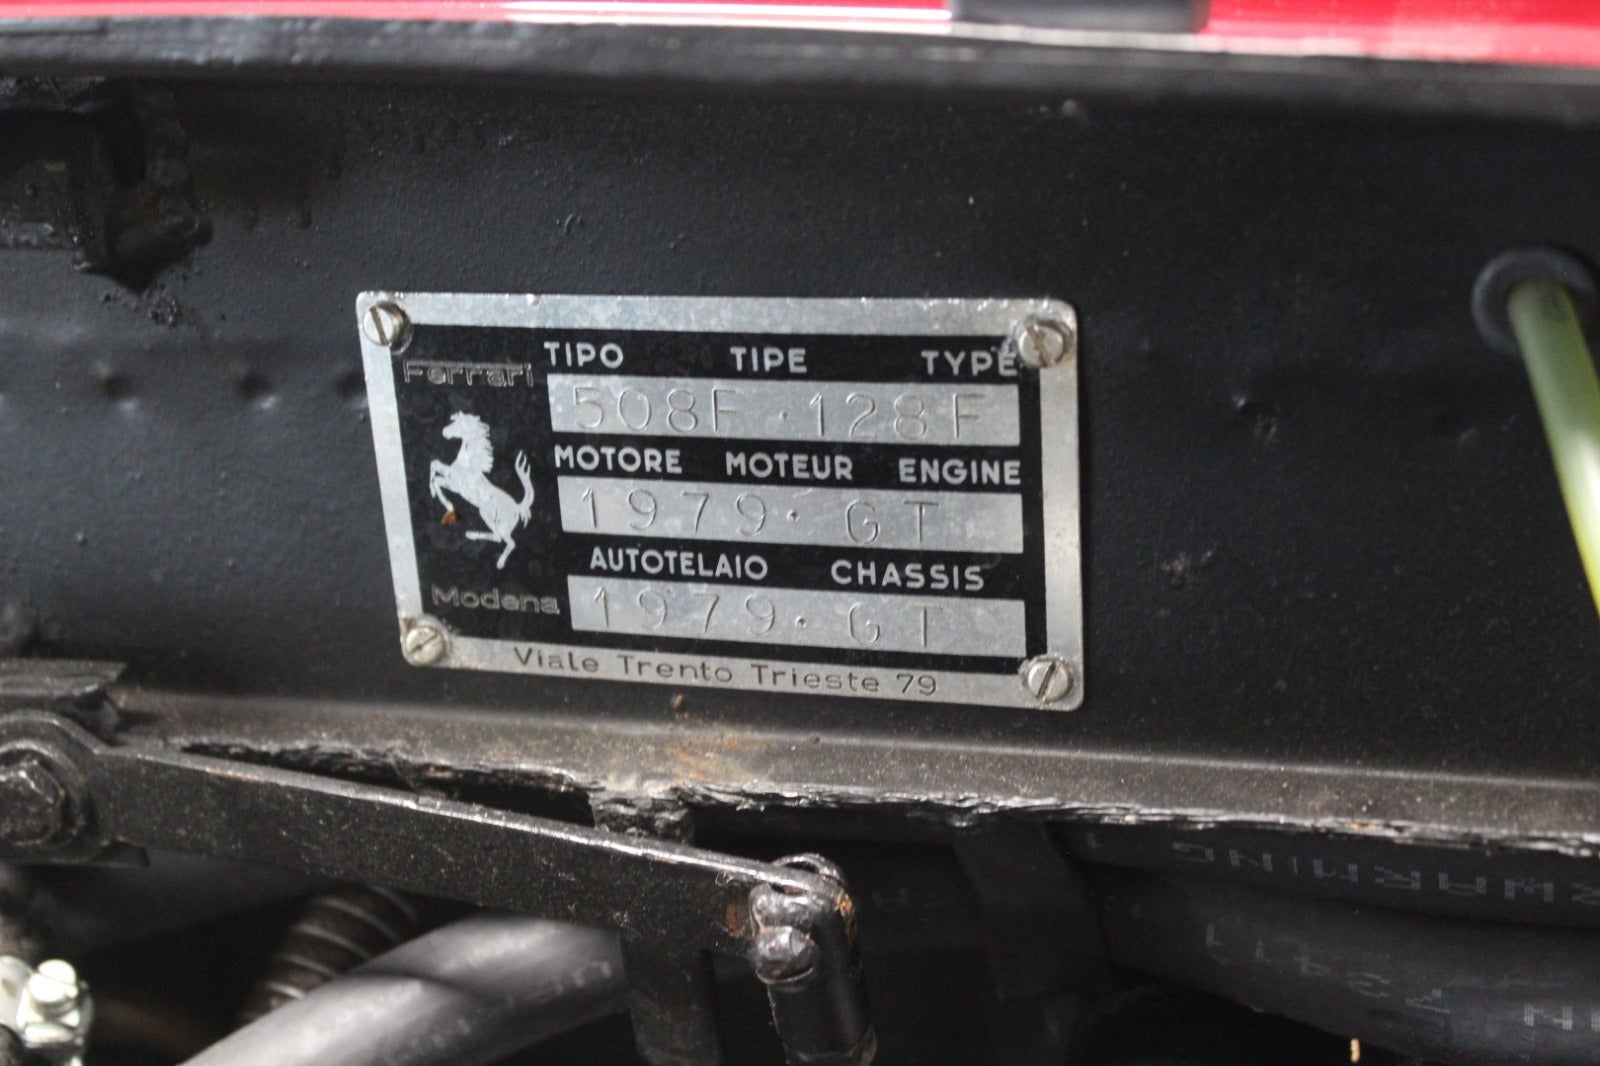 TIPO TIPE TYPE
Ferrari
508F · 128F
MOTORE MOTEUR ENGINE
1979 · GT
AUTOTELAIO CHASSIS
Modena
1979 · GT
Viale Trento Trieste 79